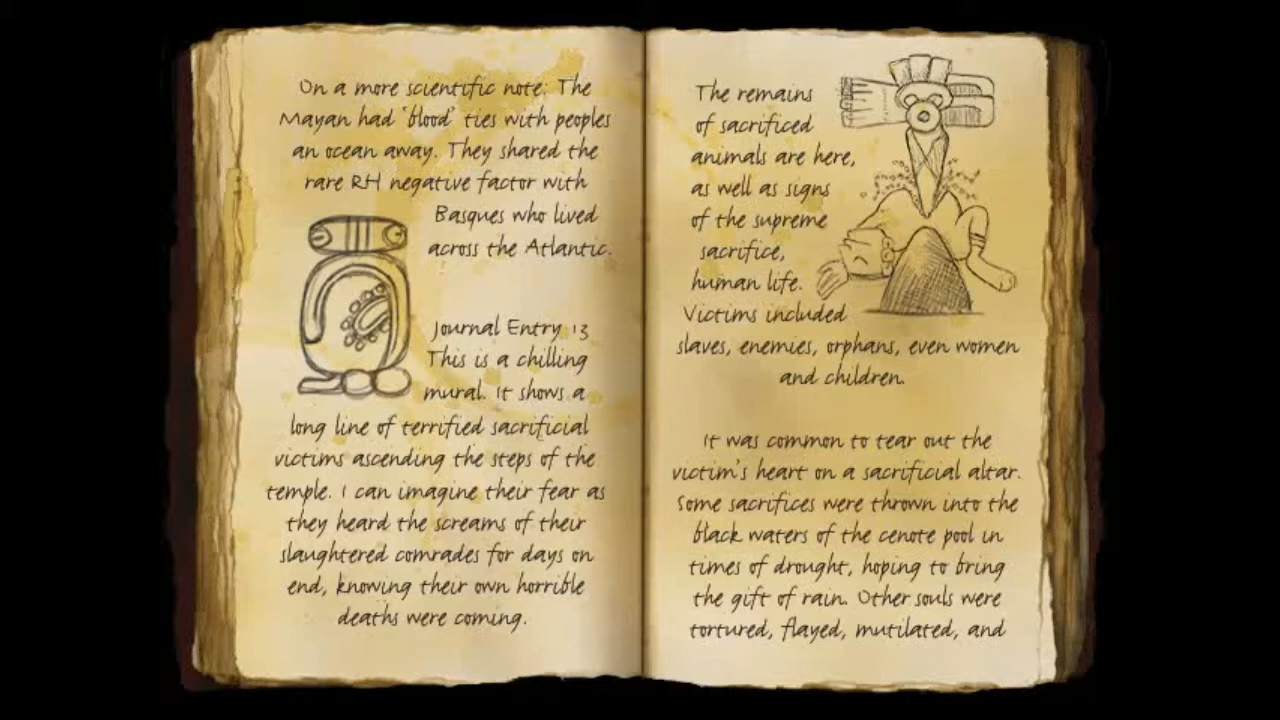 On a more scientific note: The
Mayan had 'blood' ties with peoples
an ocean away. They shared the
rare RH negative factor with
Basques who lived
across the Atlantic.
Journal Entry 13
This is a chilling
mural. It shows a
long line of terrified sacrificial
victims ascending the steps of the
temple. I can imagine their fear as
they heard the screams of their
slaughtered comrades for days on
end, knowing their own horrible
deaths were coming.
The remains
of sacrificed
animals are here,
as well as signs
of the supreme
sacrifice,
human life.
Victims included
slaves, enemies, orphans, even women
and children.
It was common to tear out the
victim's heart on a sacrificial altar.
Some sacrifices were thrown into the
black waters of the cenote pool in
times of drought, hoping to bring
the gift of rain. Other souls were
tortured, flayed, mutilated, and